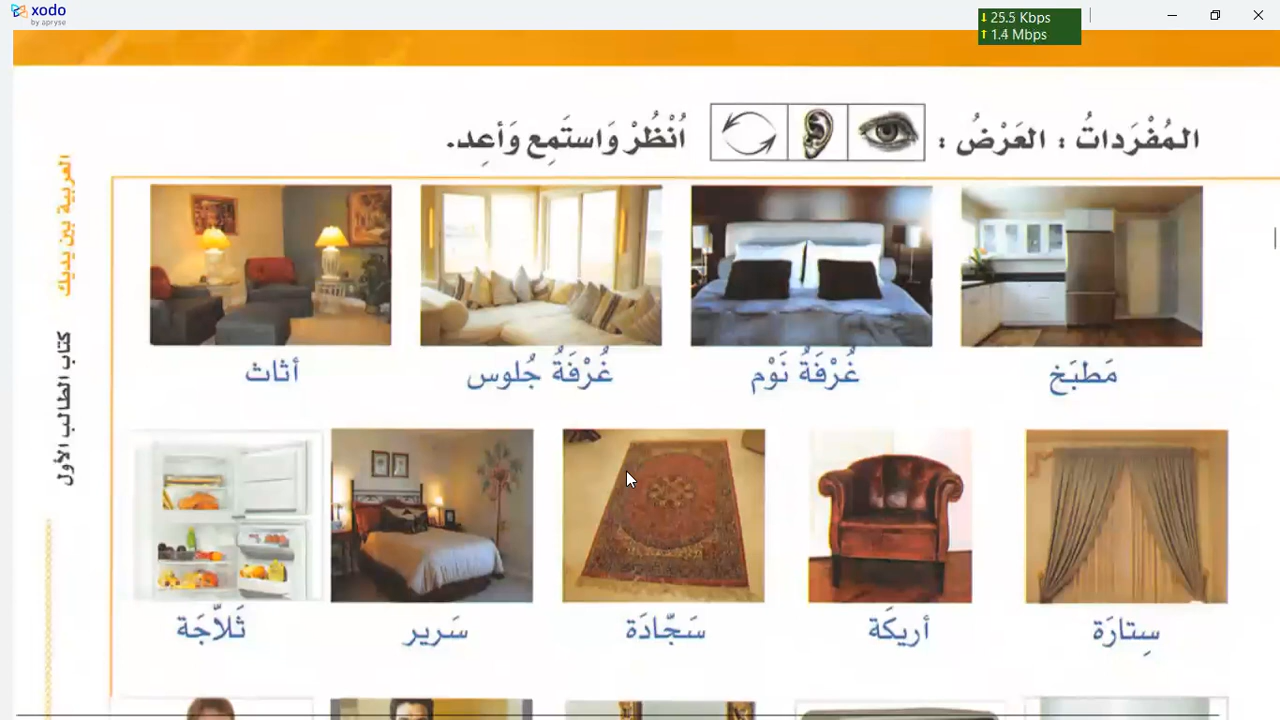 xodo
by apryse
25.5 Kbps
1.4 Mbps
المُفْرَداتُ : العَرْضُ : اُنْظُرْ وَاستَمِع وَأعِد.
مَطبَخ
غُرْفَةُ نَوْم
غُرْفَةُ جُلوس
أثاث
سِتارَة
أريكَة
سَجّادَة
سَرير
ثَلاّجَة
العربية بين يديك
كتاب الطالب الأول